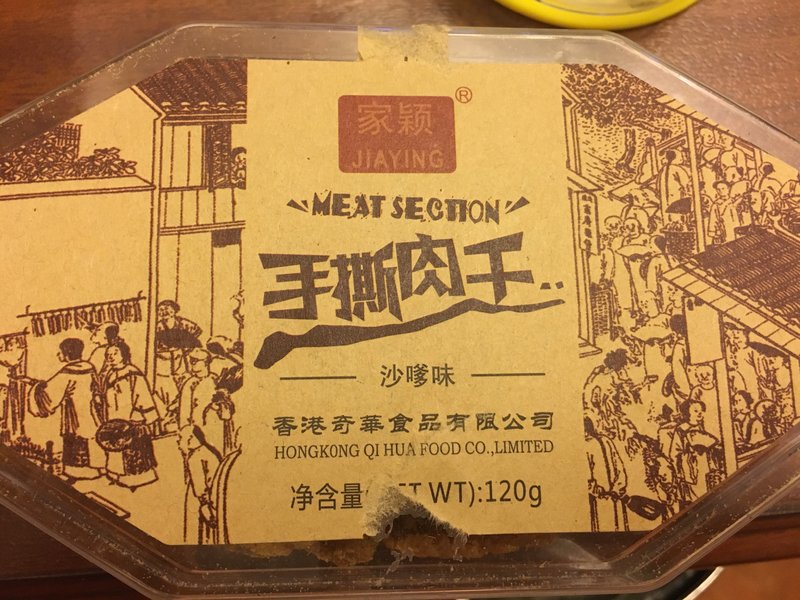 家颖 ®
JIAYING
MEAT SECTION
手撕肉干
沙嗲味
香港奇華食品有限公司
HONGKONG QI HUA FOOD CO.,LIMITED
净含量 ET WT):120g